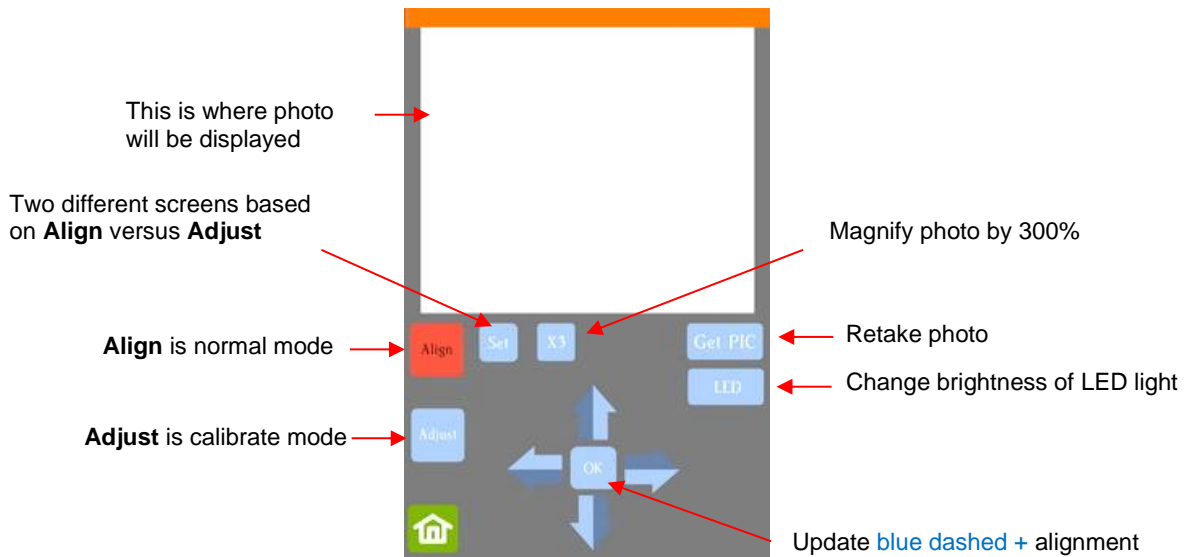 This is where photo
will be displayed
Two different screens based
on Align versus Adjust
Magnify photo by 300%
Align is normal mode
Align
Set
X3
Get PIC
Retake photo
LED
Change brightness of LED light
Adjust is calibrate mode
Adjust
OK
Update blue dashed + alignment